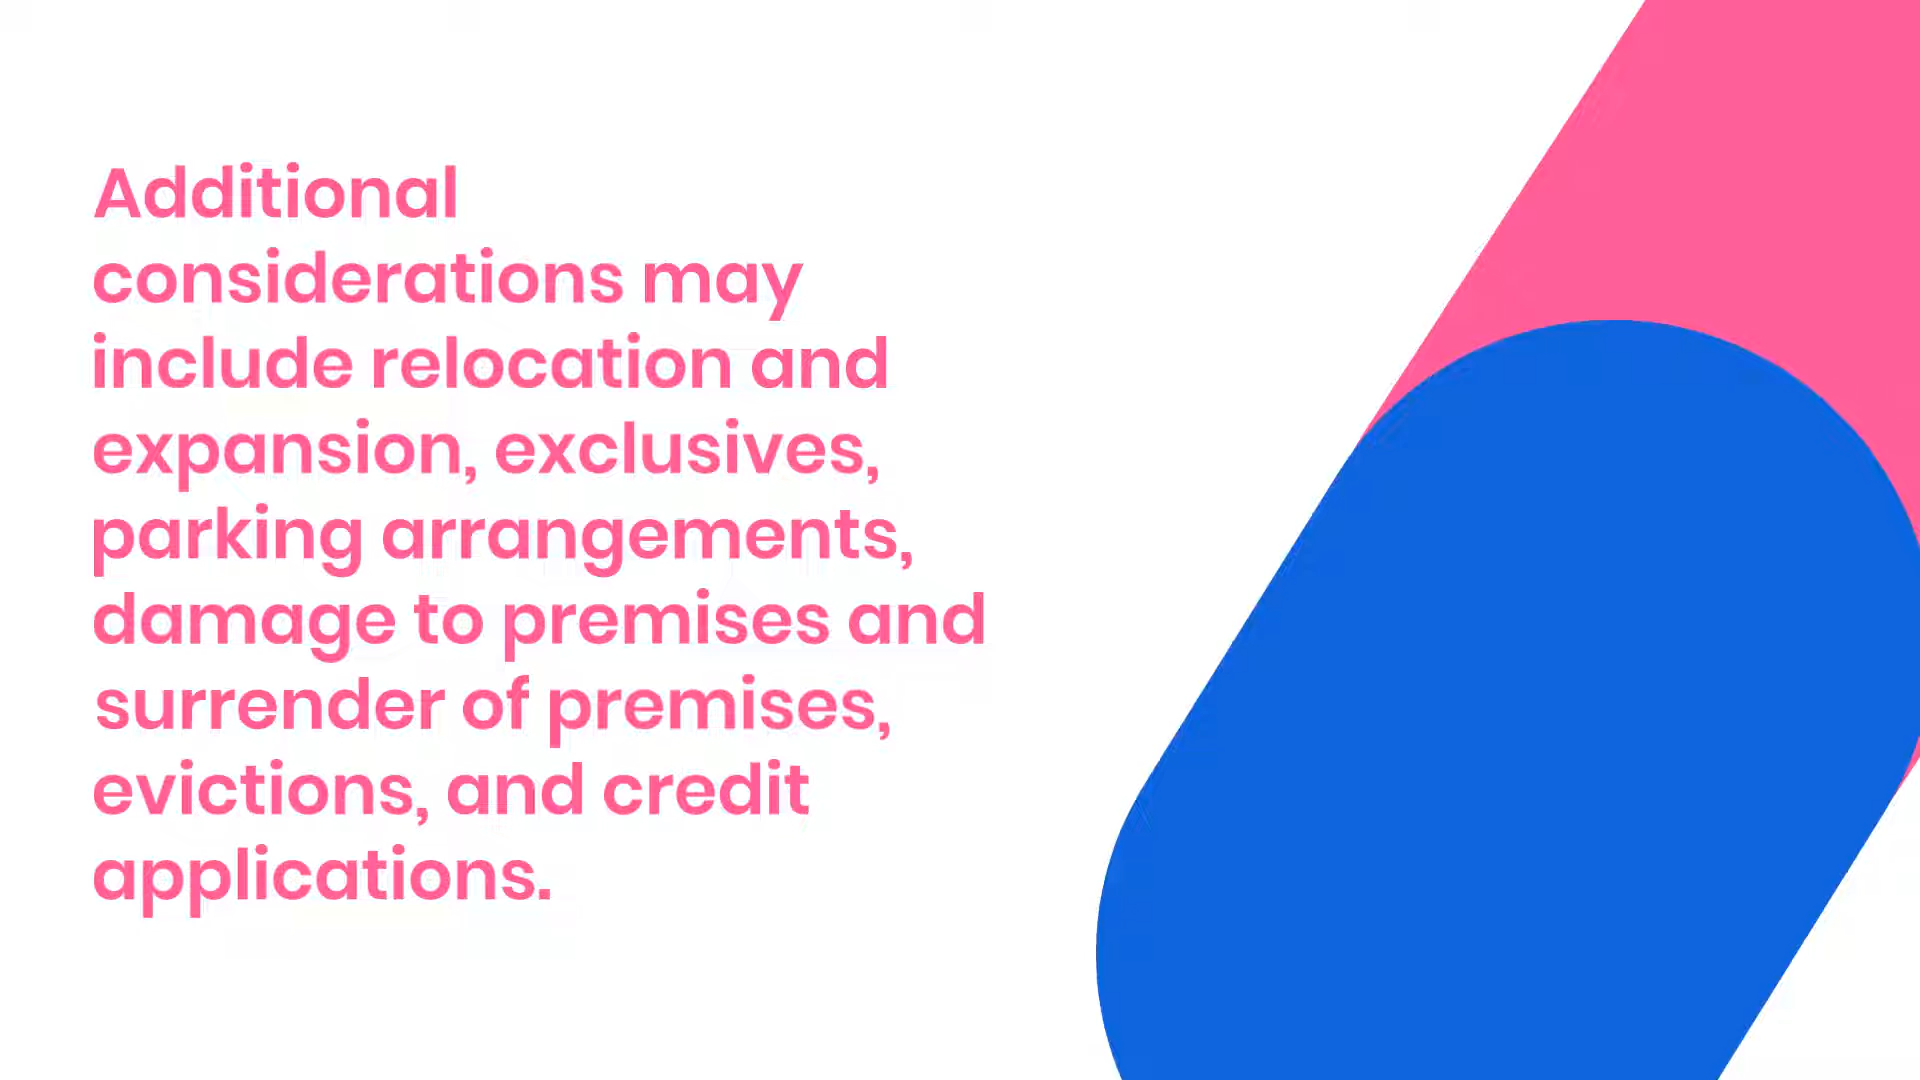 Additional
considerations may
include relocation and
expansion, exclusives,
parking arrangements,
damage to premises and
surrender of premises,
evictions, and credit
applications.